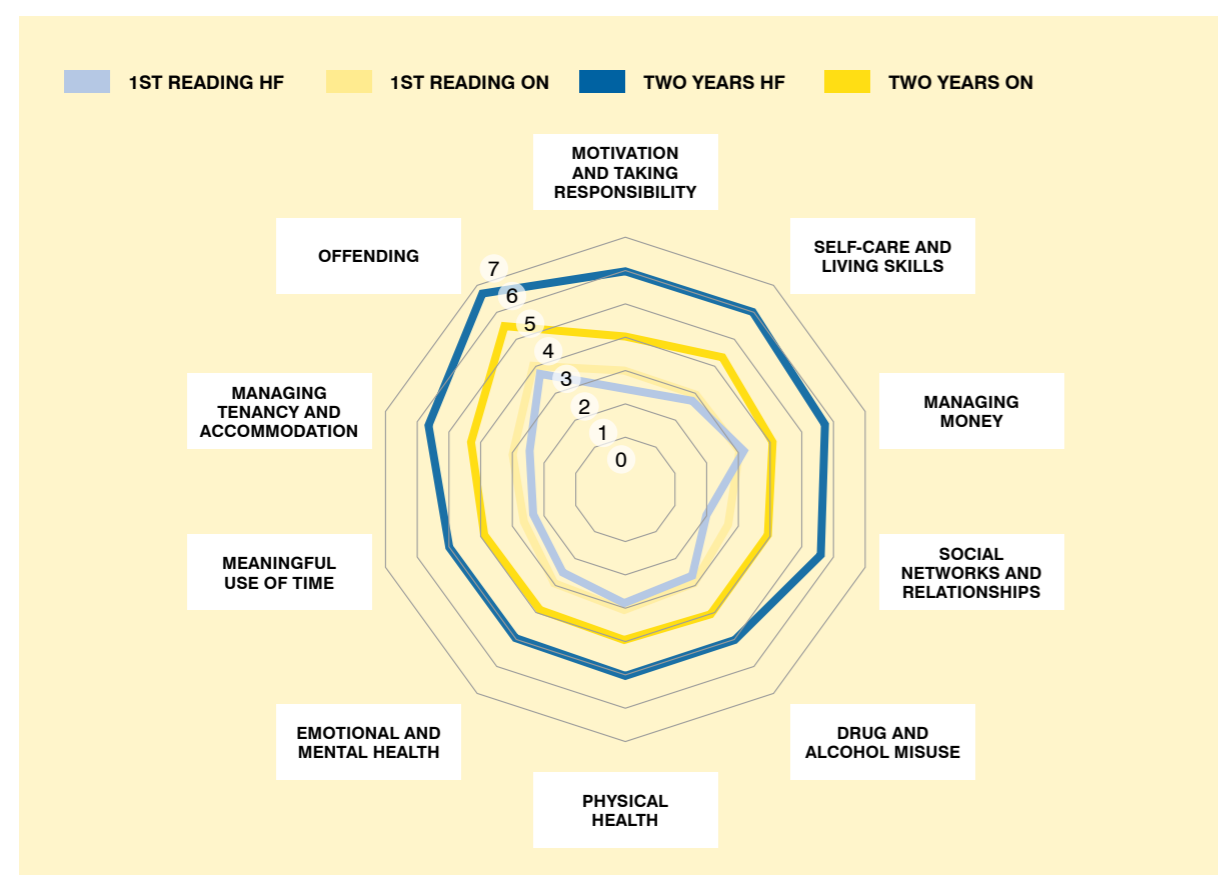 1ST READING HF
1ST READING ON
TWO YEARS HF
TWO YEARS ON
MOTIVATION
AND TAKING
RESPONSIBILITY
OFFENDING
SELF-CARE AND
LIVING SKILLS
7
6
5
4
3
2
1
0
MANAGING
TENANCY AND
ACCOMMODATION
MANAGING
MONEY
MEANINGFUL
USE OF TIME
SOCIAL
NETWORKS AND
RELATIONSHIPS
EMOTIONAL AND
MENTAL HEALTH
DRUG AND
ALCOHOL MISUSE
PHYSICAL
HEALTH